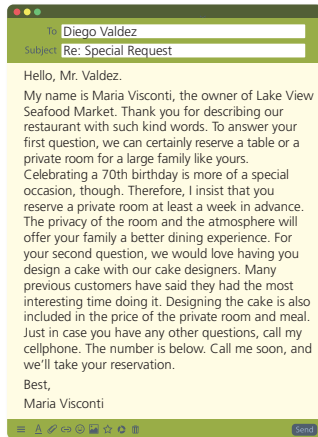 To Diego Valdez
Subject Re: Special Request
Hello, Mr. Valdez.
My name is Maria Visconti, the owner of Lake View
Seafood Market. Thank you for describing our
restaurant with such kind words. To answer your
first question, we can certainly reserve a table or a
private room for a large family like yours.
Celebrating a 70th birthday is more of a special
occasion, though. Therefore, I insist that you
reserve a private room at least a week in advance.
The privacy of the room and the atmosphere will
offer your family a better dining experience. For
your second question, we would love having you
design a cake with our cake designers. Many
previous customers have said they had the most
interesting time doing it. Designing the cake is also
included in the price of the private room and meal.
Just in case you have any other questions, call my
cellphone. The number is below. Call me soon, and
we'll take your reservation.
Best,
Maria Visconti
A
Send